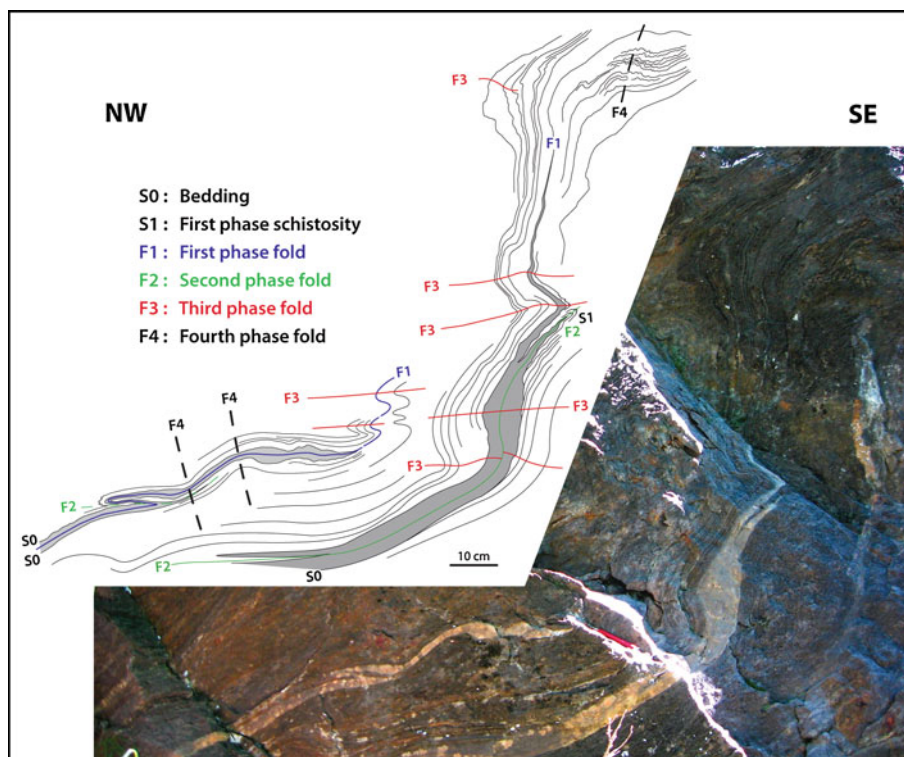 NW
SE
S0 : Bedding
S1 : First phase schistosity
F1 : First phase fold
F2 : Second phase fold
F3 : Third phase fold
F4 : Fourth phase fold
F3
F4
F1
F3
F3
S1
F2
F1
F3
F3
F4
F4
F3
F2
S0
S0
F2
S0
10 cm